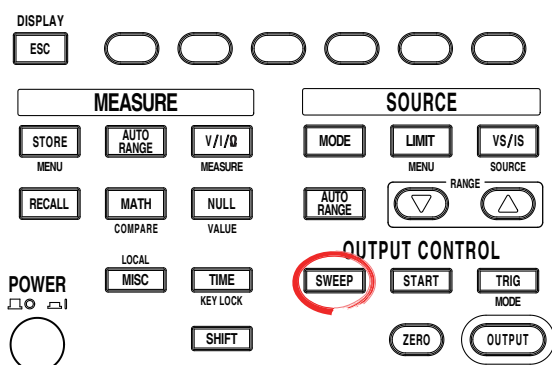 DISPLAY
ESC
MEASURE
SOURCE
STORE
AUTO
RANGE
V/I/Ω
MODE
LIMIT
VS/IS
MENU
MEASURE
MENU
SOURCE
RECALL
MATH
NULL
AUTO
RANGE
RANGE
COMPARE
VALUE
OUTPUT CONTROL
LOCAL
MISC
TIME
SWEEP
START
TRIG
KEY LOCK
MODE
POWER
SHIFT
ZERO
OUTPUT